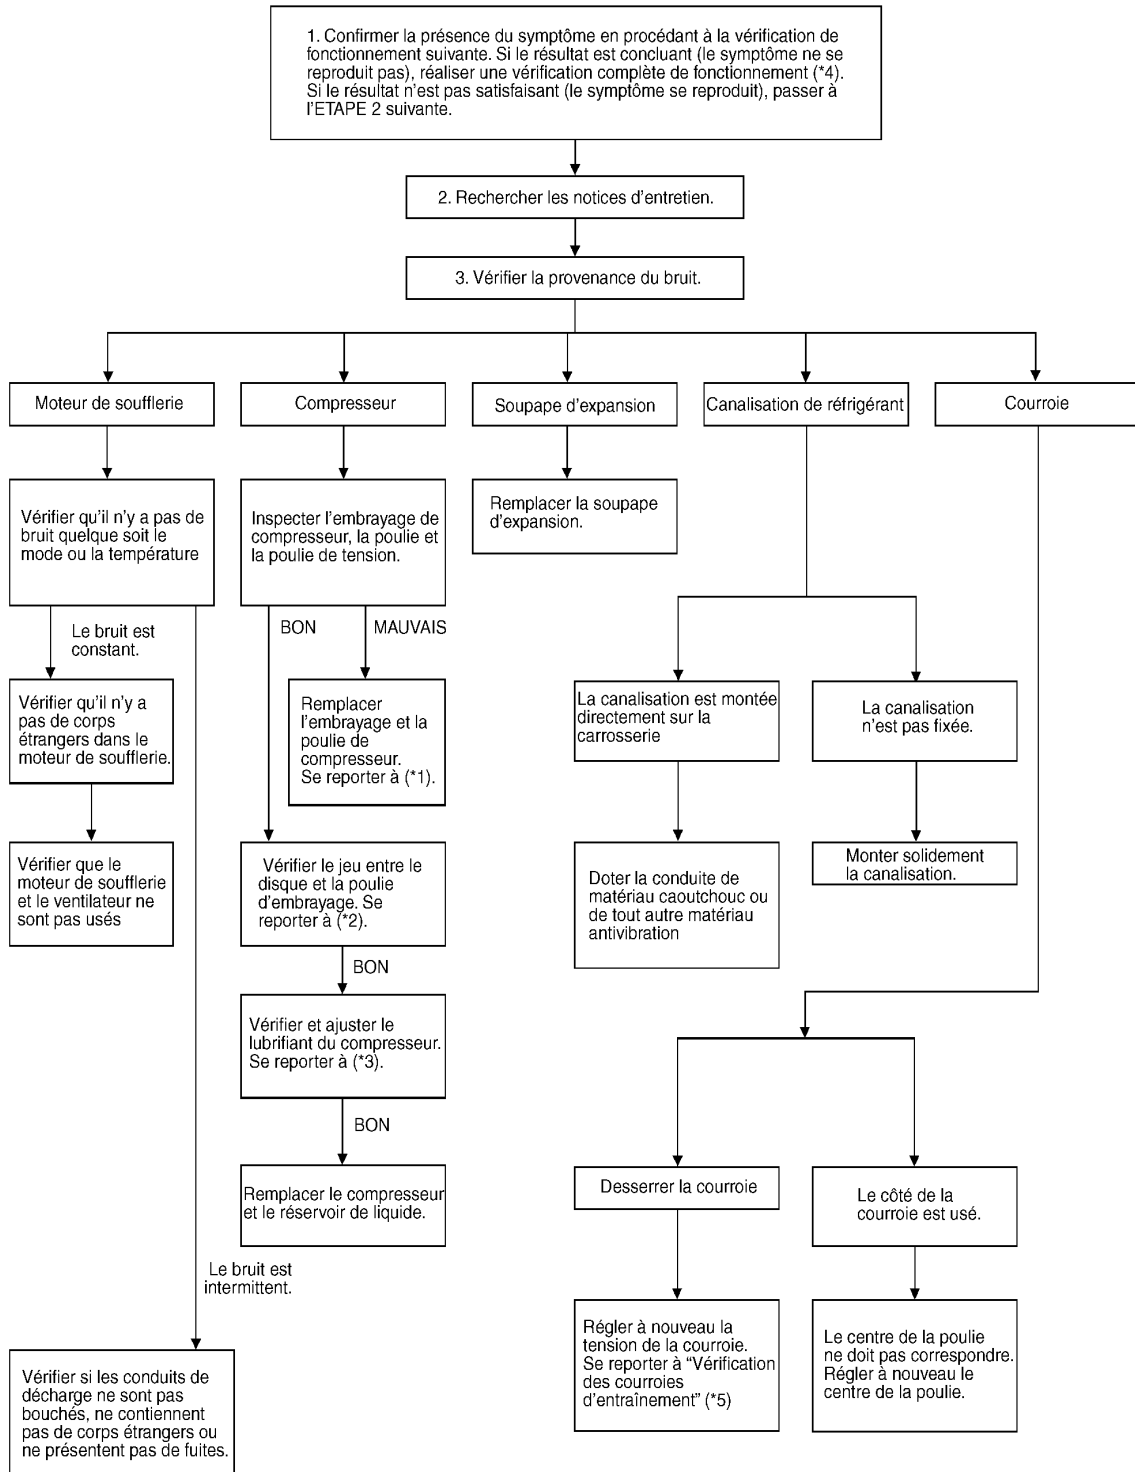 1. Confirmer la présence du symptôme en procédant à la vérification de
fonctionnement suivante. Si le résultat est concluant (le symptôme ne se
reproduit pas), réaliser une vérification complète de fonctionnement (*4).
Si le résultat n'est pas satisfaisant (le symptôme se reproduit), passer à
l'ETAPE 2 suivante.
2. Rechercher les notices d'entretien.
3. Vérifier la provenance du bruit.
Moteur de soufflerie
Compresseur
Soupape d'expansion
Canalisation de réfrigérant
Courroie
Vérifier qu'il n'y a pas de
bruit quelque soit le
mode ou la température
Inspecter l'embrayage de
compresseur, la poulie et
la poulie de tension.
Remplacer la soupape
d'expansion.
Le bruit est
constant.
BON
MAUVAIS
Vérifier qu'il n'y a
pas de corps
étrangers dans le
moteur de soufflerie.
Remplacer
l'embrayage et la
poulie de
compresseur.
Se reporter à (*1).
La canalisation est montée
directement sur la
carrosserie
La canalisation
n'est pas fixée.
Vérifier que le
moteur de soufflerie
et le ventilateur ne
sont pas usés
Vérifier le jeu entre le
disque et la poulie
d'embrayage. Se
reporter à (*2).
Doter la conduite de
matériau caoutchouc ou
de tout autre matériau
antivibration
Monter solidement
la canalisation.
BON
Vérifier et ajuster le
lubrifiant du compresseur.
Se reporter à (*3).
BON
Remplacer le compresseur
et le réservoir de liquide.
Desserrer la courroie
Le côté de la
courroie est usé.
Le bruit est
intermittent.
Vérifier si les conduits de
décharge ne sont pas
bouchés, ne contiennent
pas de corps étrangers ou
ne présentent pas de fuites.
Régler à nouveau la
tension de la courroie.
Se reporter à “Vérification
des courroies
d'entraînement” (*5)
Le centre de la poulie
ne doit pas correspondre.
Régler à nouveau le
centre de la poulie.